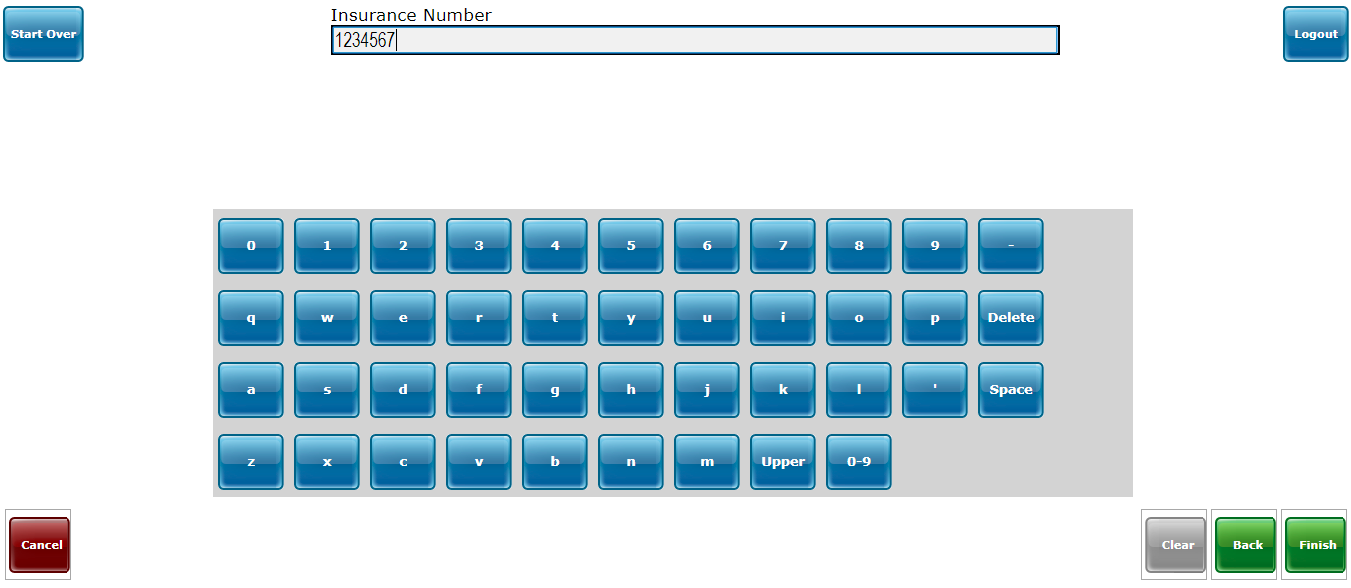 Start Over
Insurance Number
1234567
Logout
0 1 2 3 4 5 6 7 8 9 -
q w e r t y u i o p Delete
a s d f g h j k l ' Space
z x c v b n m Upper 0-9
Cancel
Clear Back Finish